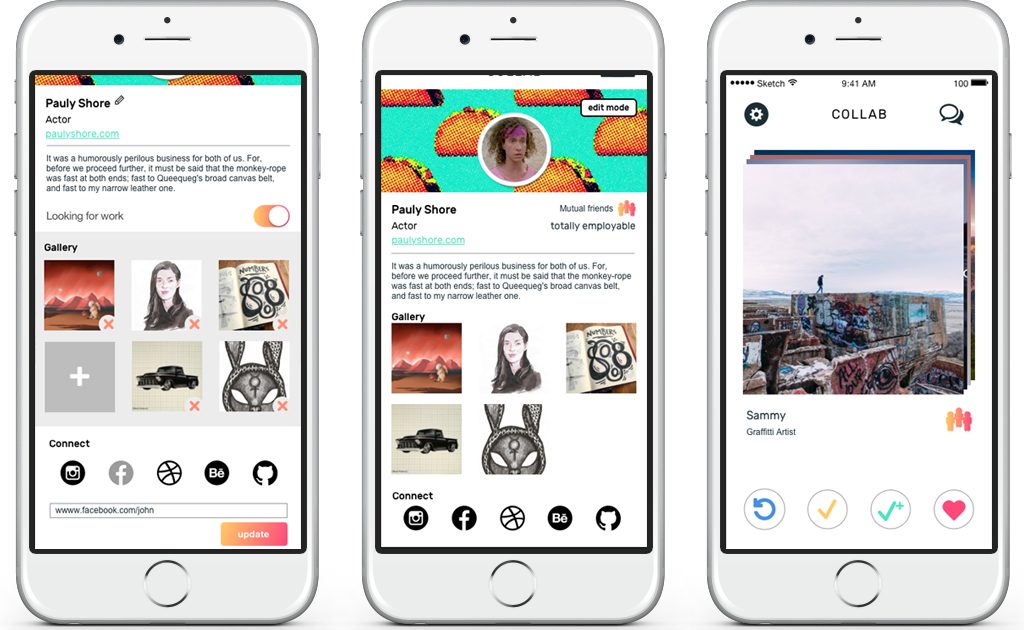 Pauly Shore
Actor
paulyshore.com
It was a humorously perilous business for both of us. For,
before we proceed further, it must be said that the monkey-rope
was fast at both ends; fast to Queequeg's broad canvas belt,
and fast to my narrow leather one.
Looking for work
Gallery
NUMBERS
Connect
Bē
wwww.facebook.com/john
update
edit mode
Pauly Shore
Mutual friends
Actor
totally employable
paulyshore.com
It was a humorously perilous business for both of us. For,
before we proceed further, it must be said that the monkey-rope
was fast at both ends; fast to Queequeg's broad canvas belt,
and fast to my narrow leather one.
Gallery
NUMBERS
Connect
Bē
Sketch
9:41 AM
100
COLLAB
Sammy
Graffitti Artist